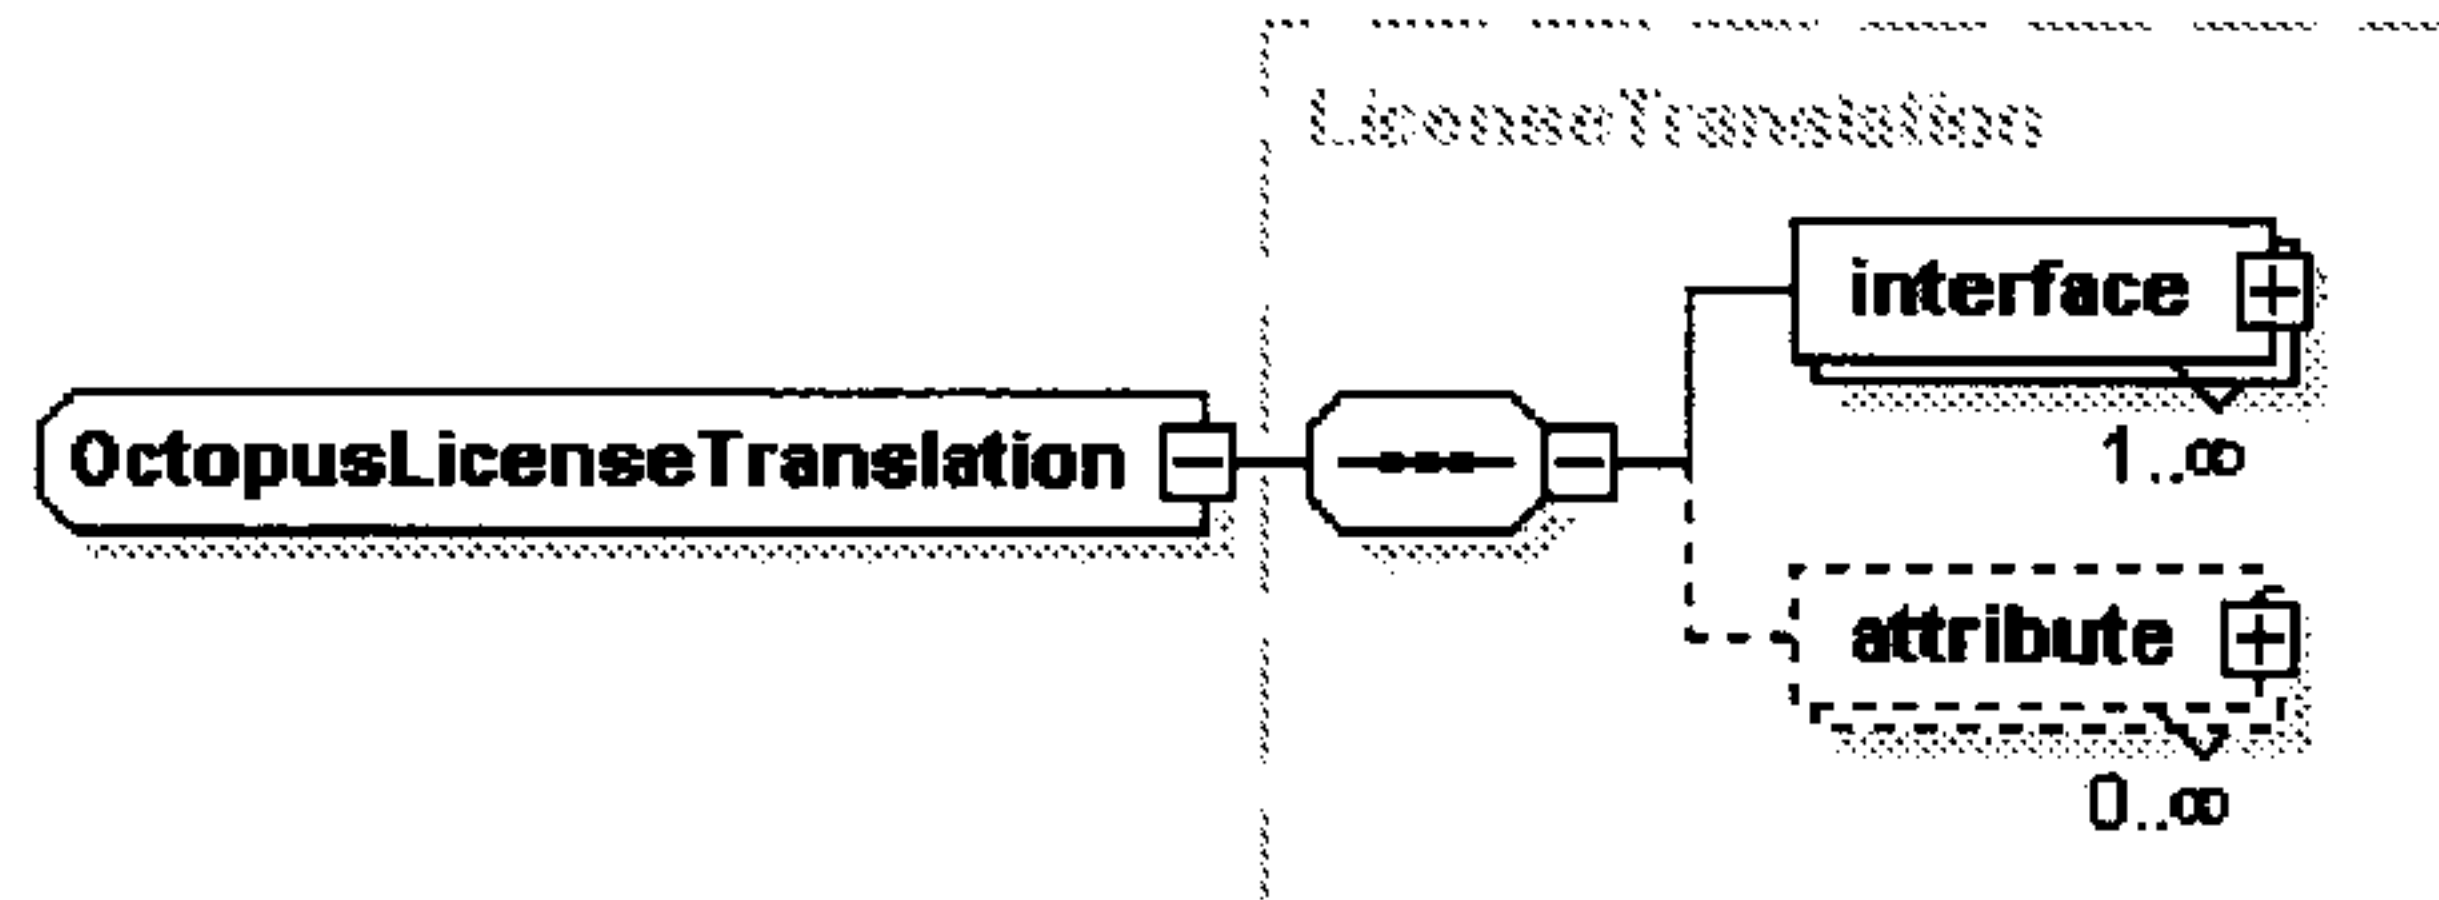 LicenseTranslation
interface
1..∞
OctopusLicenseTranslation
attribute
0..∞